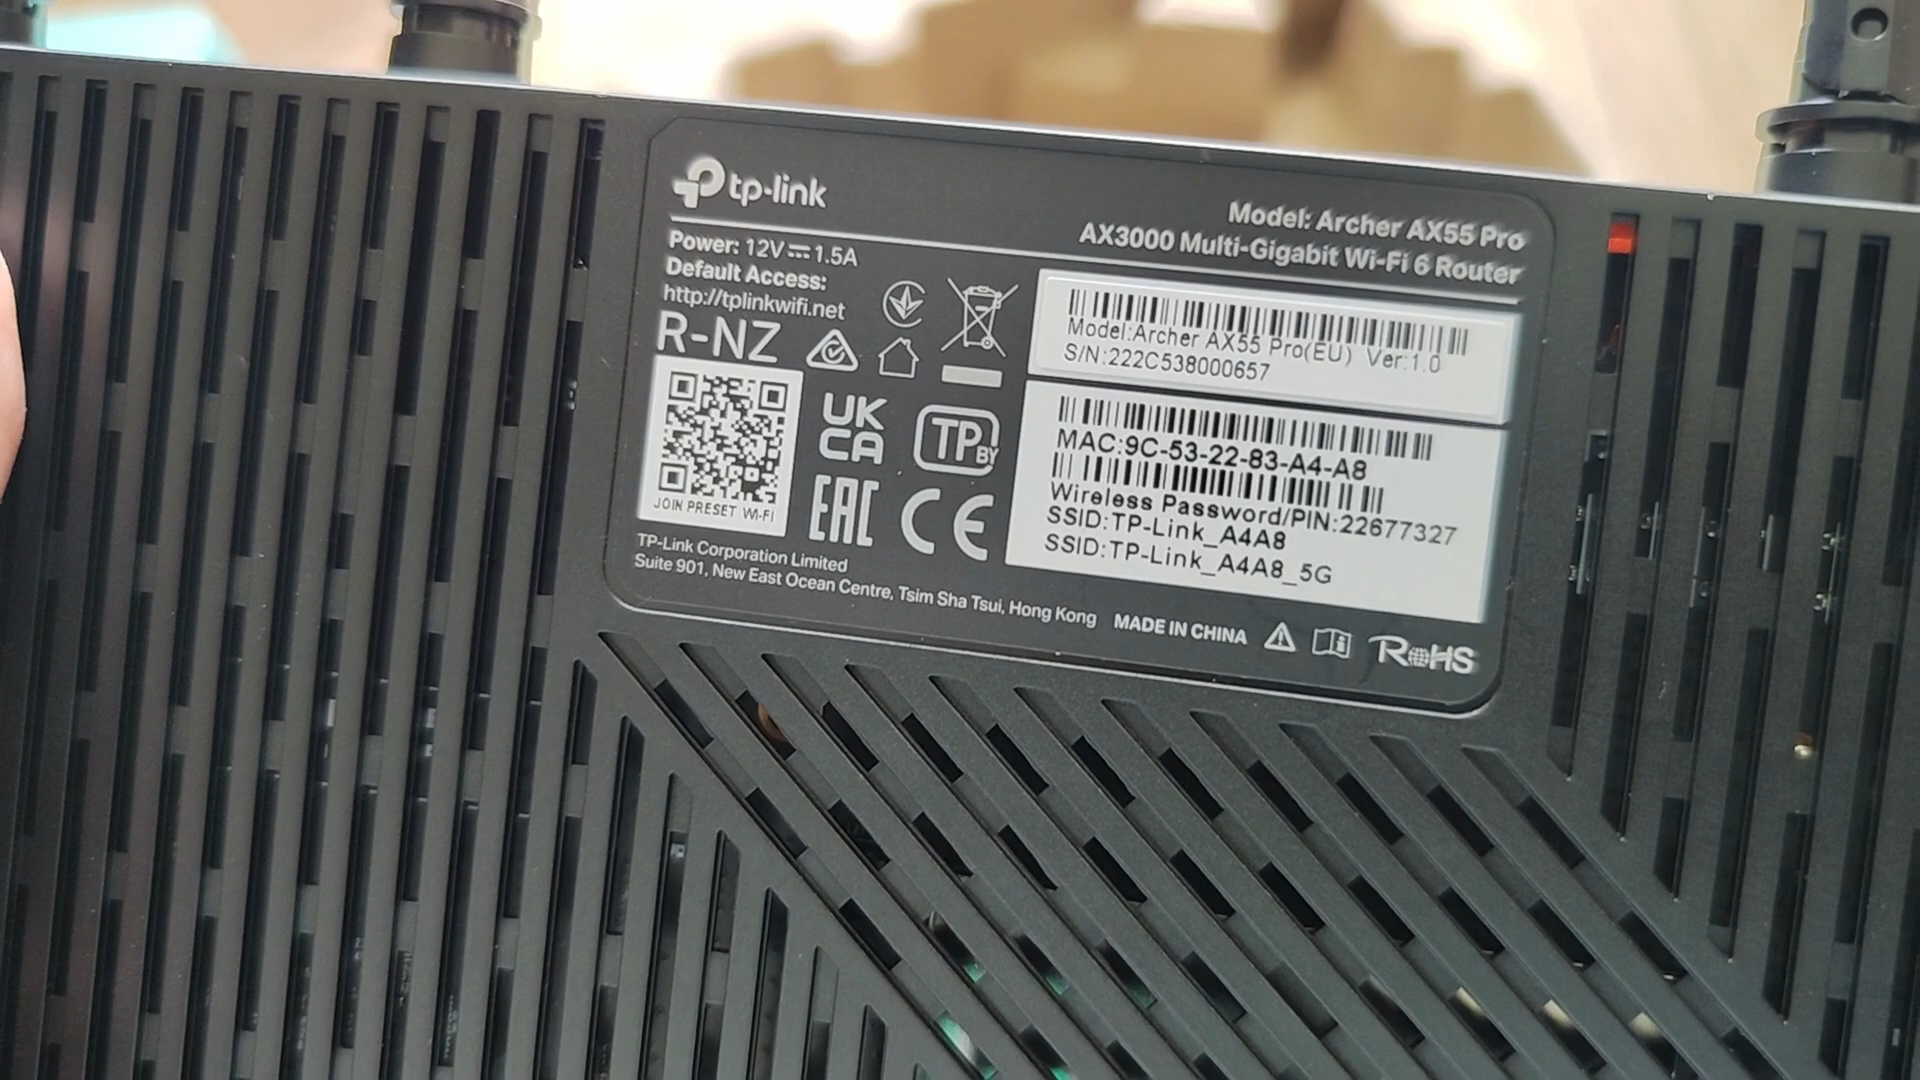 tp-link
Model: Archer AX55 Pro
AX3000 Multi-Gigabit Wi-Fi 6 Router
Power: 12V⎓1.5A
Default Access:
http://tplinkwifi.net
R-NZ
Model:Archer AX55 Pro(EU) Ver:1.0
S/N:222C538000657
MAC:9C-53-22-83-A4-A8
Wireless Password/PIN:22677327
SSID:TP-Link_A4A8
SSID:TP-Link_A4A8_5G
JOIN PRESET WI-FI
UK
CA
TP BY
EAC
CE
TP-Link Corporation Limited
Suite 901, New East Ocean Centre, Tsim Sha Tsui, Hong Kong
MADE IN CHINA
RoHS